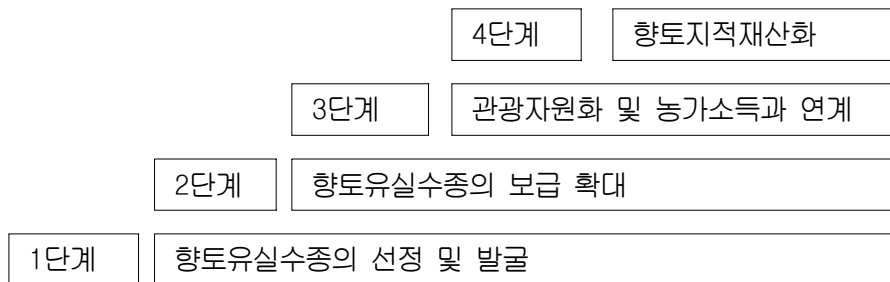 4단계 향토지적재산화
3단계 관광자원화 및 농가소득과 연계
2단계 향토유실수종의 보급 확대
1단계 향토유실수종의 선정 및 발굴